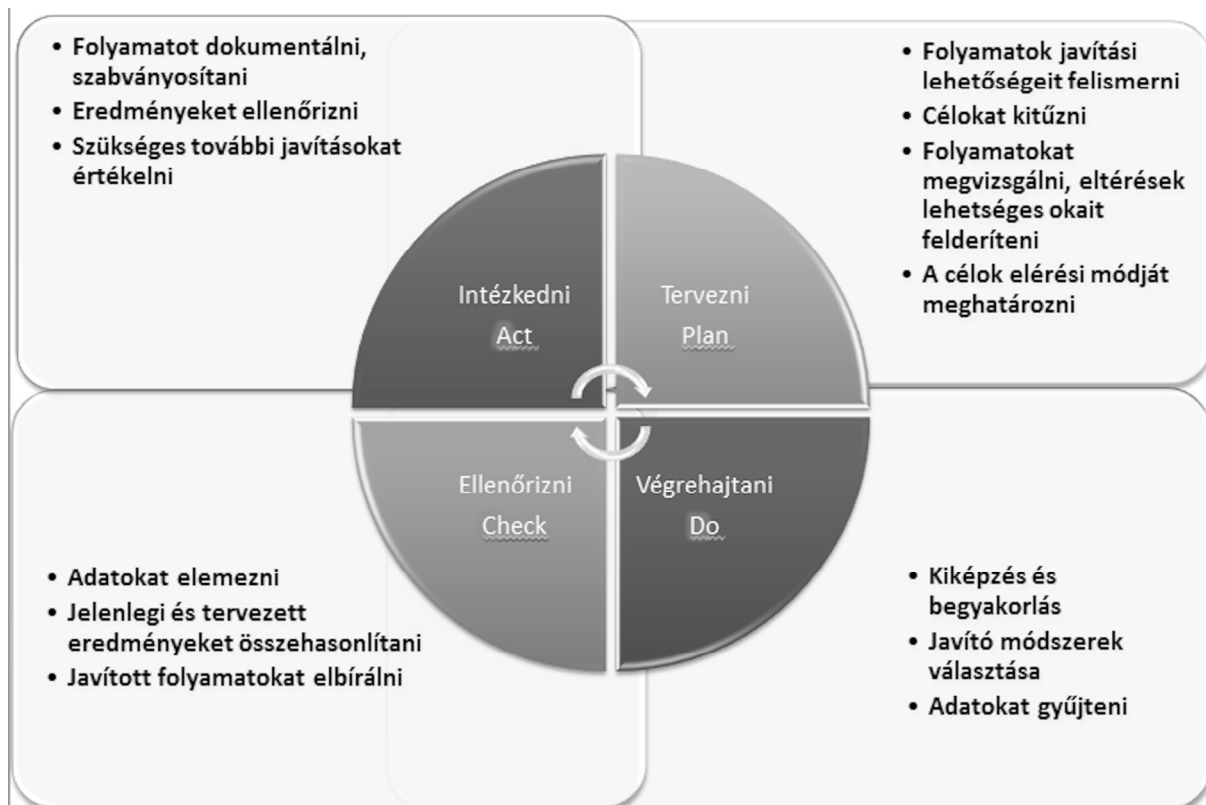 • Folyamatot dokumentálni,
szabványosítani
• Eredményeket ellenőrizni
• Szükséges további javításokat
értékelni
• Folyamatok javítási
lehetőségeit felismerni
• Célokat kitűzni
• Folyamatokat
megvizsgálni, eltérések
lehetséges okait
felderíteni
• A célok elérési módját
meghatározni
Intézkedni
Act
Tervezni
Plan
Ellenőrizni
Check
Végrehajtani
Do
• Adatokat elemezni
• Jelenlegi és tervezett
eredményeket összehasonlítani
• Javított folyamatokat elbírálni
• Kiképzés és
begyakorlás
• Javító módszerek
választása
• Adatokat gyűjteni